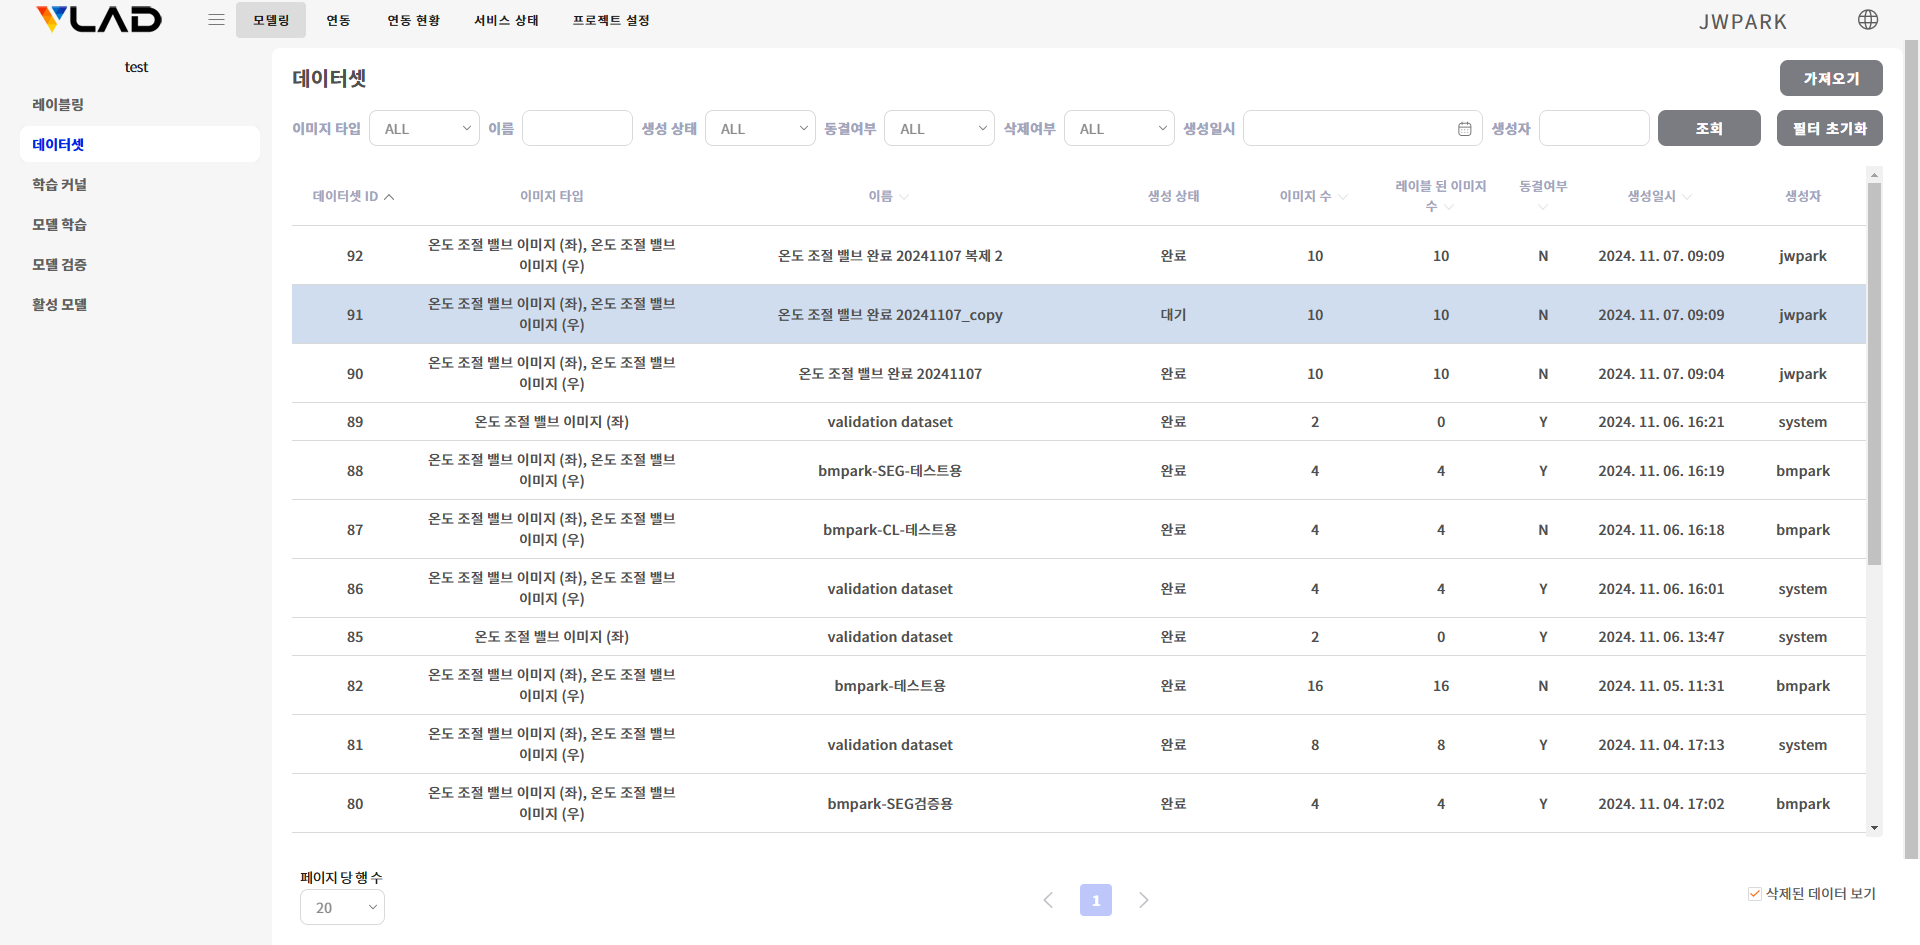 VLAD
모델링 연동 연동 현황 서비스 상태 프로젝트 설정
JWPARK
test
레이블링
데이터셋
학습 커널
모델 학습
모델 검증
활성 모델
데이터셋
가져오기
이미지 타입 ALL 이름 생성 상태 ALL 동결여부 ALL 삭제여부 ALL 생성일시 생성자 조회 필터 초기화
데이터셋 ID 이미지 타입 이름 생성 상태 이미지 수 레이블 된 이미지 수 동결여부 생성일시 생성자
92 온도 조절 밸브 이미지 (좌), 온도 조절 밸브 이미지 (우) 온도 조절 밸브 완료 20241107 복제 2 완료 10 10 N 2024. 11. 07. 09:09 jwpark
91 온도 조절 밸브 이미지 (좌), 온도 조절 밸브 이미지 (우) 온도 조절 밸브 완료 20241107_copy 대기 10 10 N 2024. 11. 07. 09:09 jwpark
90 온도 조절 밸브 이미지 (좌), 온도 조절 밸브 이미지 (우) 온도 조절 밸브 완료 20241107 완료 10 10 N 2024. 11. 07. 09:04 jwpark
89 온도 조절 밸브 이미지 (좌) validation dataset 완료 2 0 Y 2024. 11. 06. 16:21 system
88 온도 조절 밸브 이미지 (좌), 온도 조절 밸브 이미지 (우) bmpark-SEG-테스트용 완료 4 4 Y 2024. 11. 06. 16:19 bmpark
87 온도 조절 밸브 이미지 (좌), 온도 조절 밸브 이미지 (우) bmpark-CL-테스트용 완료 4 4 N 2024. 11. 06. 16:18 bmpark
86 온도 조절 밸브 이미지 (좌), 온도 조절 밸브 이미지 (우) validation dataset 완료 4 4 Y 2024. 11. 06. 16:01 system
85 온도 조절 밸브 이미지 (좌) validation dataset 완료 2 0 Y 2024. 11. 06. 13:47 system
82 온도 조절 밸브 이미지 (좌), 온도 조절 밸브 이미지 (우) bmpark-테스트용 완료 16 16 N 2024. 11. 05. 11:31 bmpark
81 온도 조절 밸브 이미지 (좌), 온도 조절 밸브 이미지 (우) validation dataset 완료 8 8 Y 2024. 11. 04. 17:13 system
80 온도 조절 밸브 이미지 (좌), 온도 조절 밸브 이미지 (우) bmpark-SEG검증용 완료 4 4 Y 2024. 11. 04. 17:02 bmpark
페이지 당 행 수
20
1
삭제된 데이터 보기